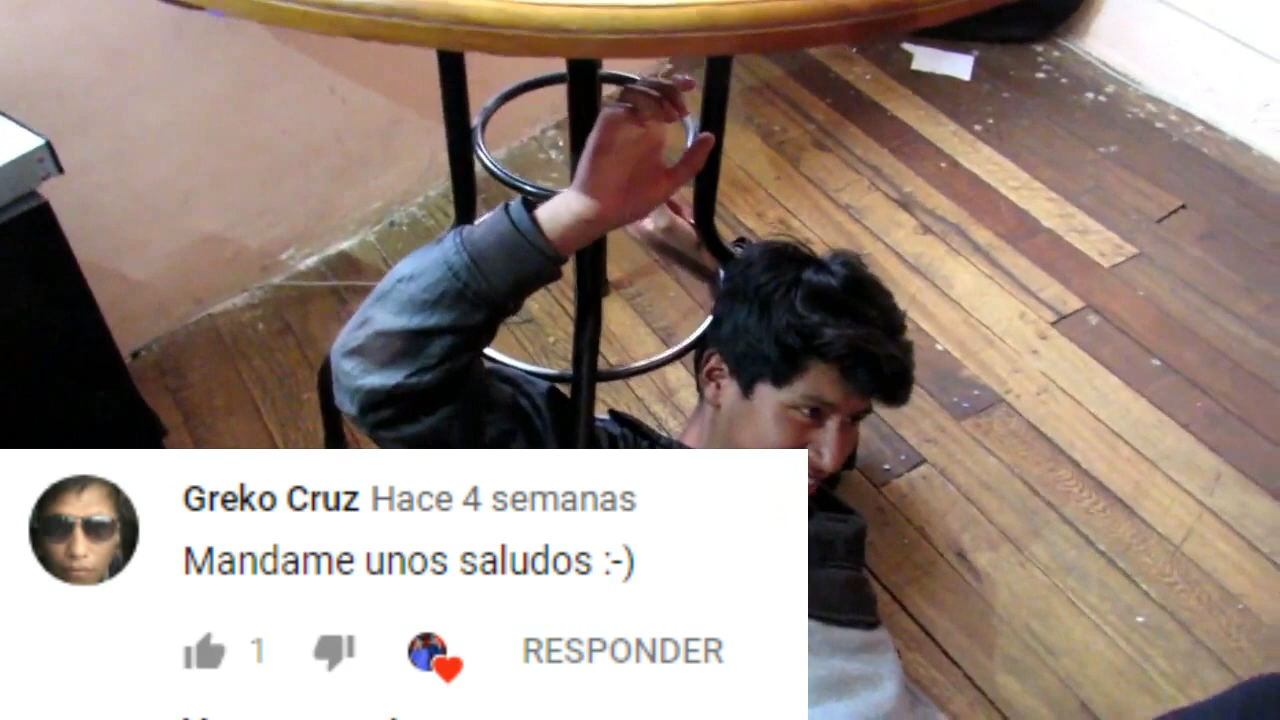 Greko Cruz Hace 4 semanas
Mandame unos saludos :-)
1 RESPONDER